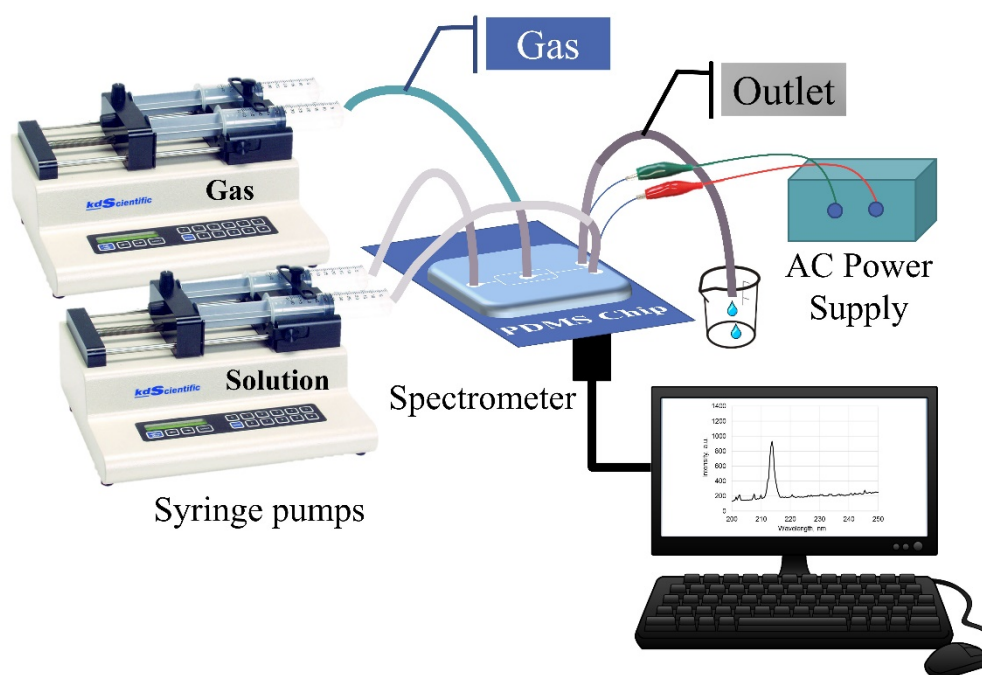 Gas
Outlet
Gas
kdScientific
AC Power
Supply
PDMS Chip
Solution
kdScientific
Spectrometer
Syringe pumps
1400
1200
1000
800
600
400
200
0
Intensity, a.u.
200 210 220 230 240 250
Wavelength, nm